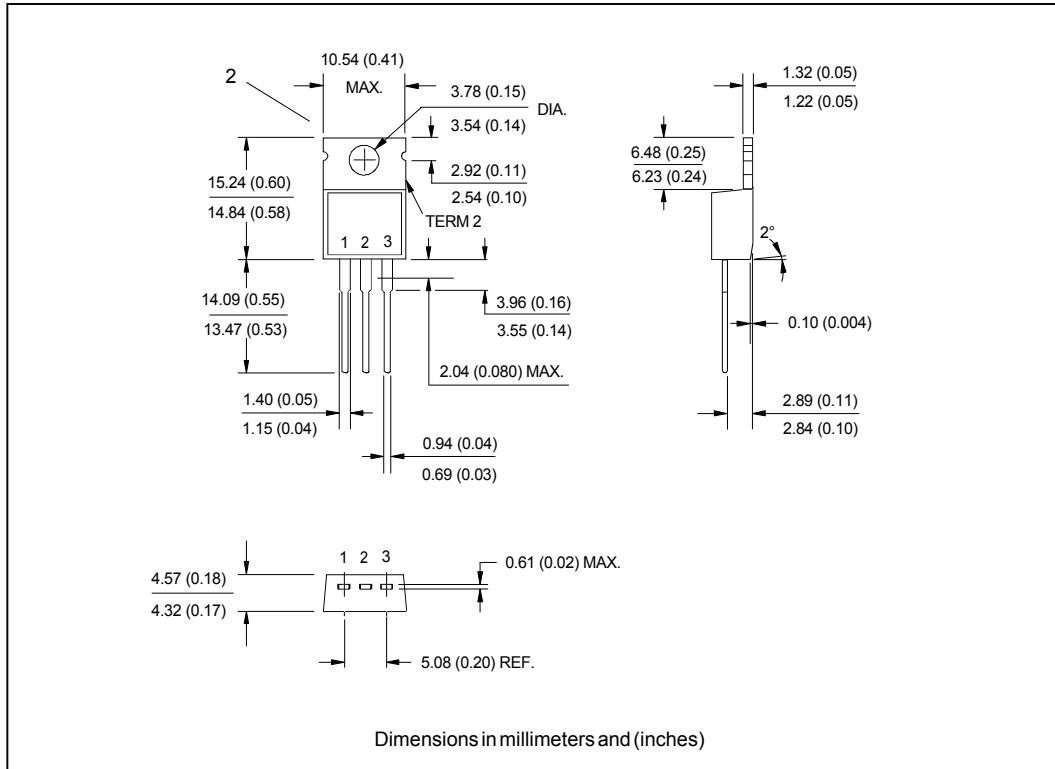 10.54 (0.41)
MAX.
2
3.78 (0.15)
3.54 (0.14)
DIA.
1.32 (0.05)
1.22 (0.05)
15.24 (0.60)
14.84 (0.58)
2.92 (0.11)
2.54 (0.10)
TERM 2
6.48 (0.25)
6.23 (0.24)
1 2 3
2°
14.09 (0.55)
13.47 (0.53)
3.96 (0.16)
3.55 (0.14)
0.10 (0.004)
2.04 (0.080) MAX.
1.40 (0.05)
1.15 (0.04)
2.89 (0.11)
2.84 (0.10)
0.94 (0.04)
0.69 (0.03)
1 2 3
4.57 (0.18)
4.32 (0.17)
0.61 (0.02) MAX.
5.08 (0.20) REF.
Dimensions in millimeters and (inches)